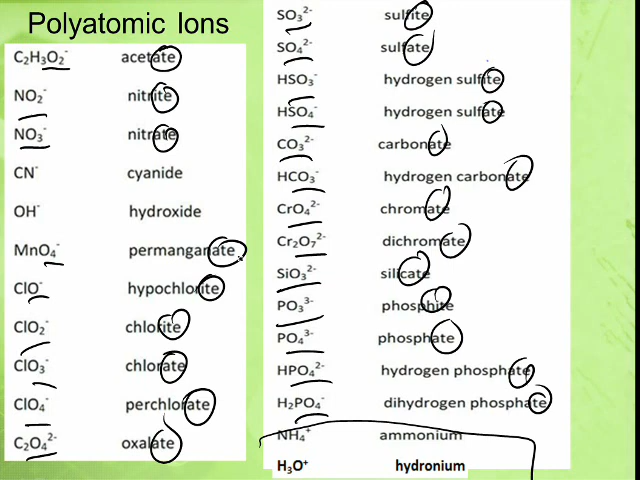 Polyatomic Ions
C₂H₃O₂⁻ acetate
NO₂⁻ nitrite
NO₃⁻ nitrate
CN⁻ cyanide
OH⁻ hydroxide
MnO₄⁻ permanganate
ClO⁻ hypochlorite
ClO₂⁻ chlorite
ClO₃⁻ chlorate
ClO₄⁻ perchlorate
C₂O₄²⁻ oxalate
SO₃²⁻ sulfite
SO₄²⁻ sulfate
HSO₃⁻ hydrogen sulfite
HSO₄⁻ hydrogen sulfate
CO₃²⁻ carbonate
HCO₃⁻ hydrogen carbonate
CrO₄²⁻ chromate
Cr₂O₇²⁻ dichromate
SiO₃²⁻ silicate
PO₃³⁻ phosphite
PO₄³⁻ phosphate
HPO₄²⁻ hydrogen phosphate
H₂PO₄⁻ dihydrogen phosphate
NH₄⁺ ammonium
H₃O⁺ hydronium